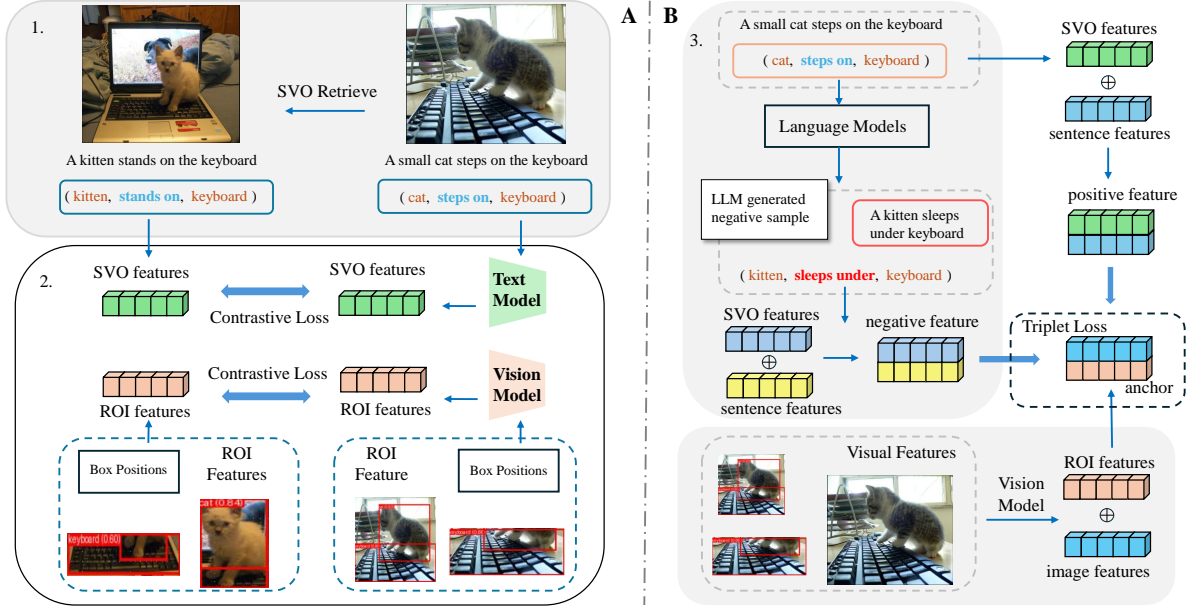 A
1.
SVO Retrieve
A kitten stands on the keyboard
( kitten, stands on, keyboard )
A small cat steps on the keyboard
( cat, steps on, keyboard )
2.
SVO features
SVO features
Text
Model
Contrastive Loss
Contrastive Loss
Vision
Model
ROI features
ROI features
Box Positions
ROI
Features
keyboard (0.60)
cat (0.84)
ROI
Feature
Box Positions
B
3.
A small cat steps on the keyboard
( cat, steps on, keyboard )
Language Models
LLM generated
negative sample
A kitten sleeps
under keyboard
( kitten, sleeps under, keyboard )
SVO features
⊕
sentence features
negative feature
SVO features
⊕
sentence features
positive feature
Triplet Loss
anchor
Visual Features
Vision
Model
ROI features
⊕
image features